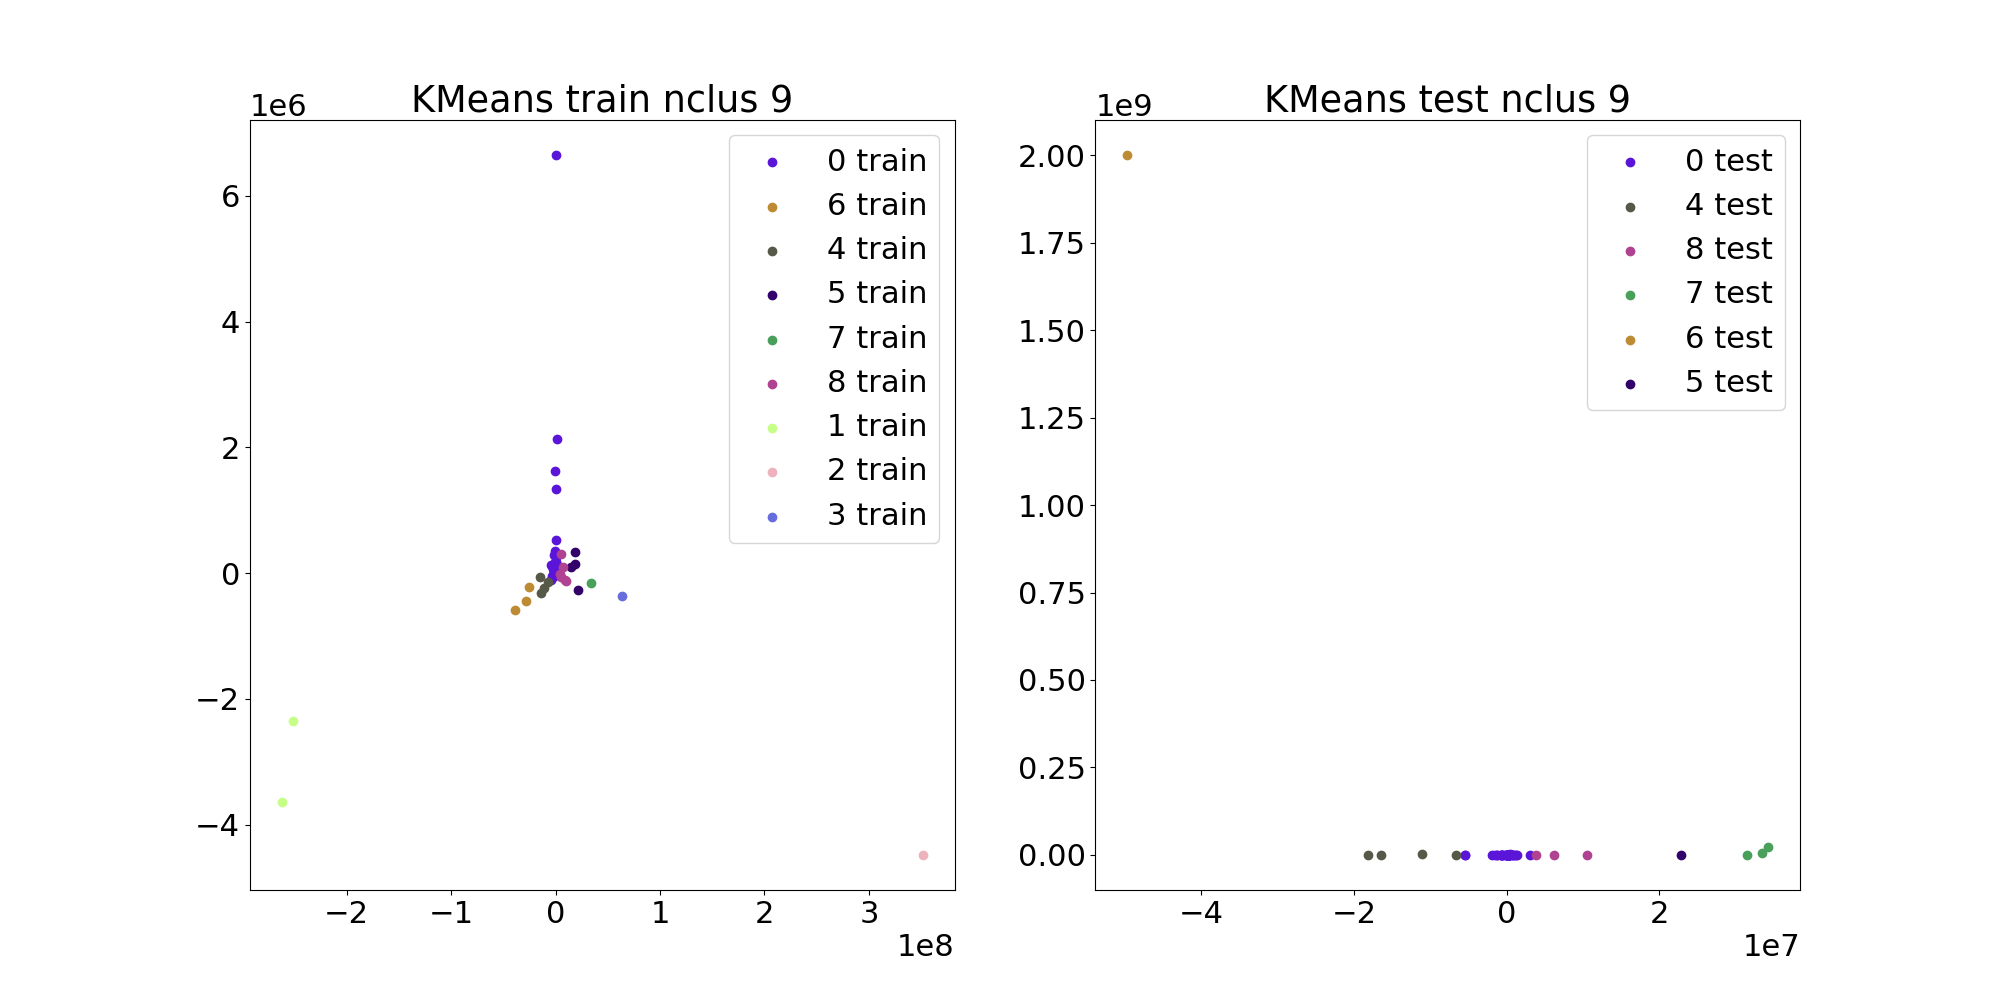 KMeans train nclus 9
1e6
6
4
2
0
−2
−4
−2
−1
0
1
2
3
1e8
0 train
6 train
4 train
5 train
7 train
8 train
1 train
2 train
3 train
KMeans test nclus 9
1e9
2.00
1.75
1.50
1.25
1.00
0.75
0.50
0.25
0.00
−4
−2
0
2
1e7
0 test
4 test
8 test
7 test
6 test
5 test